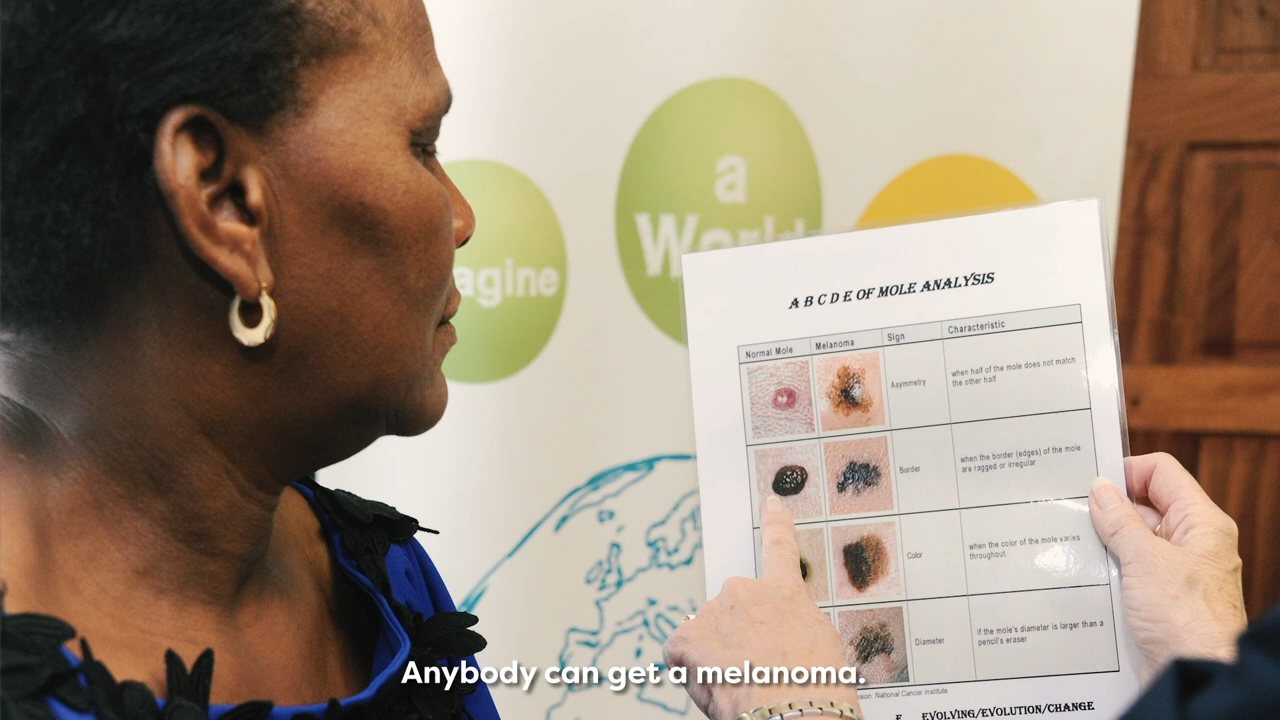 agine
a
World
A B C D E OF MOLE ANALYSIS
Normal Mole Melanoma Sign Characteristic
Asymmetry
when half of the mole does not match
the other half
Border
when the border (edges) of the mole
are ragged or irregular
Color
when the color of the mole varies
throughout
Diameter
if the mole's diameter is larger than a
pencil's eraser
National Cancer Institute
E EVOLVING/EVOLUTION/CHANGE
Anybody can get a melanoma.